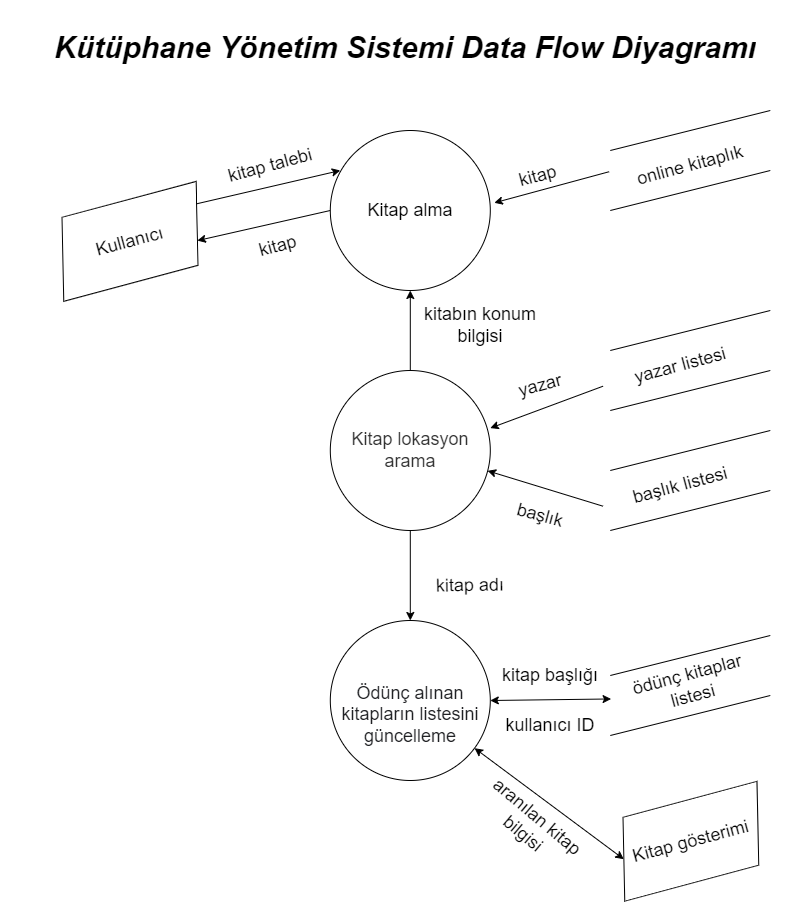 Kütüphane Yönetim Sistemi Data Flow Diyagramı
kitap talebi
Kullanıcı
kitap
Kitap alma
kitap
online kitaplık
kitabın konum
bilgisi
yazar
yazar listesi
Kitap lokasyon
arama
başlık
başlık listesi
kitap adı
Ödünç alınan
kitapların listesini
güncelleme
kitap başlığı
kullanıcı ID
ödünç kitaplar
listesi
aranılan kitap
bilgisi
Kitap gösterimi